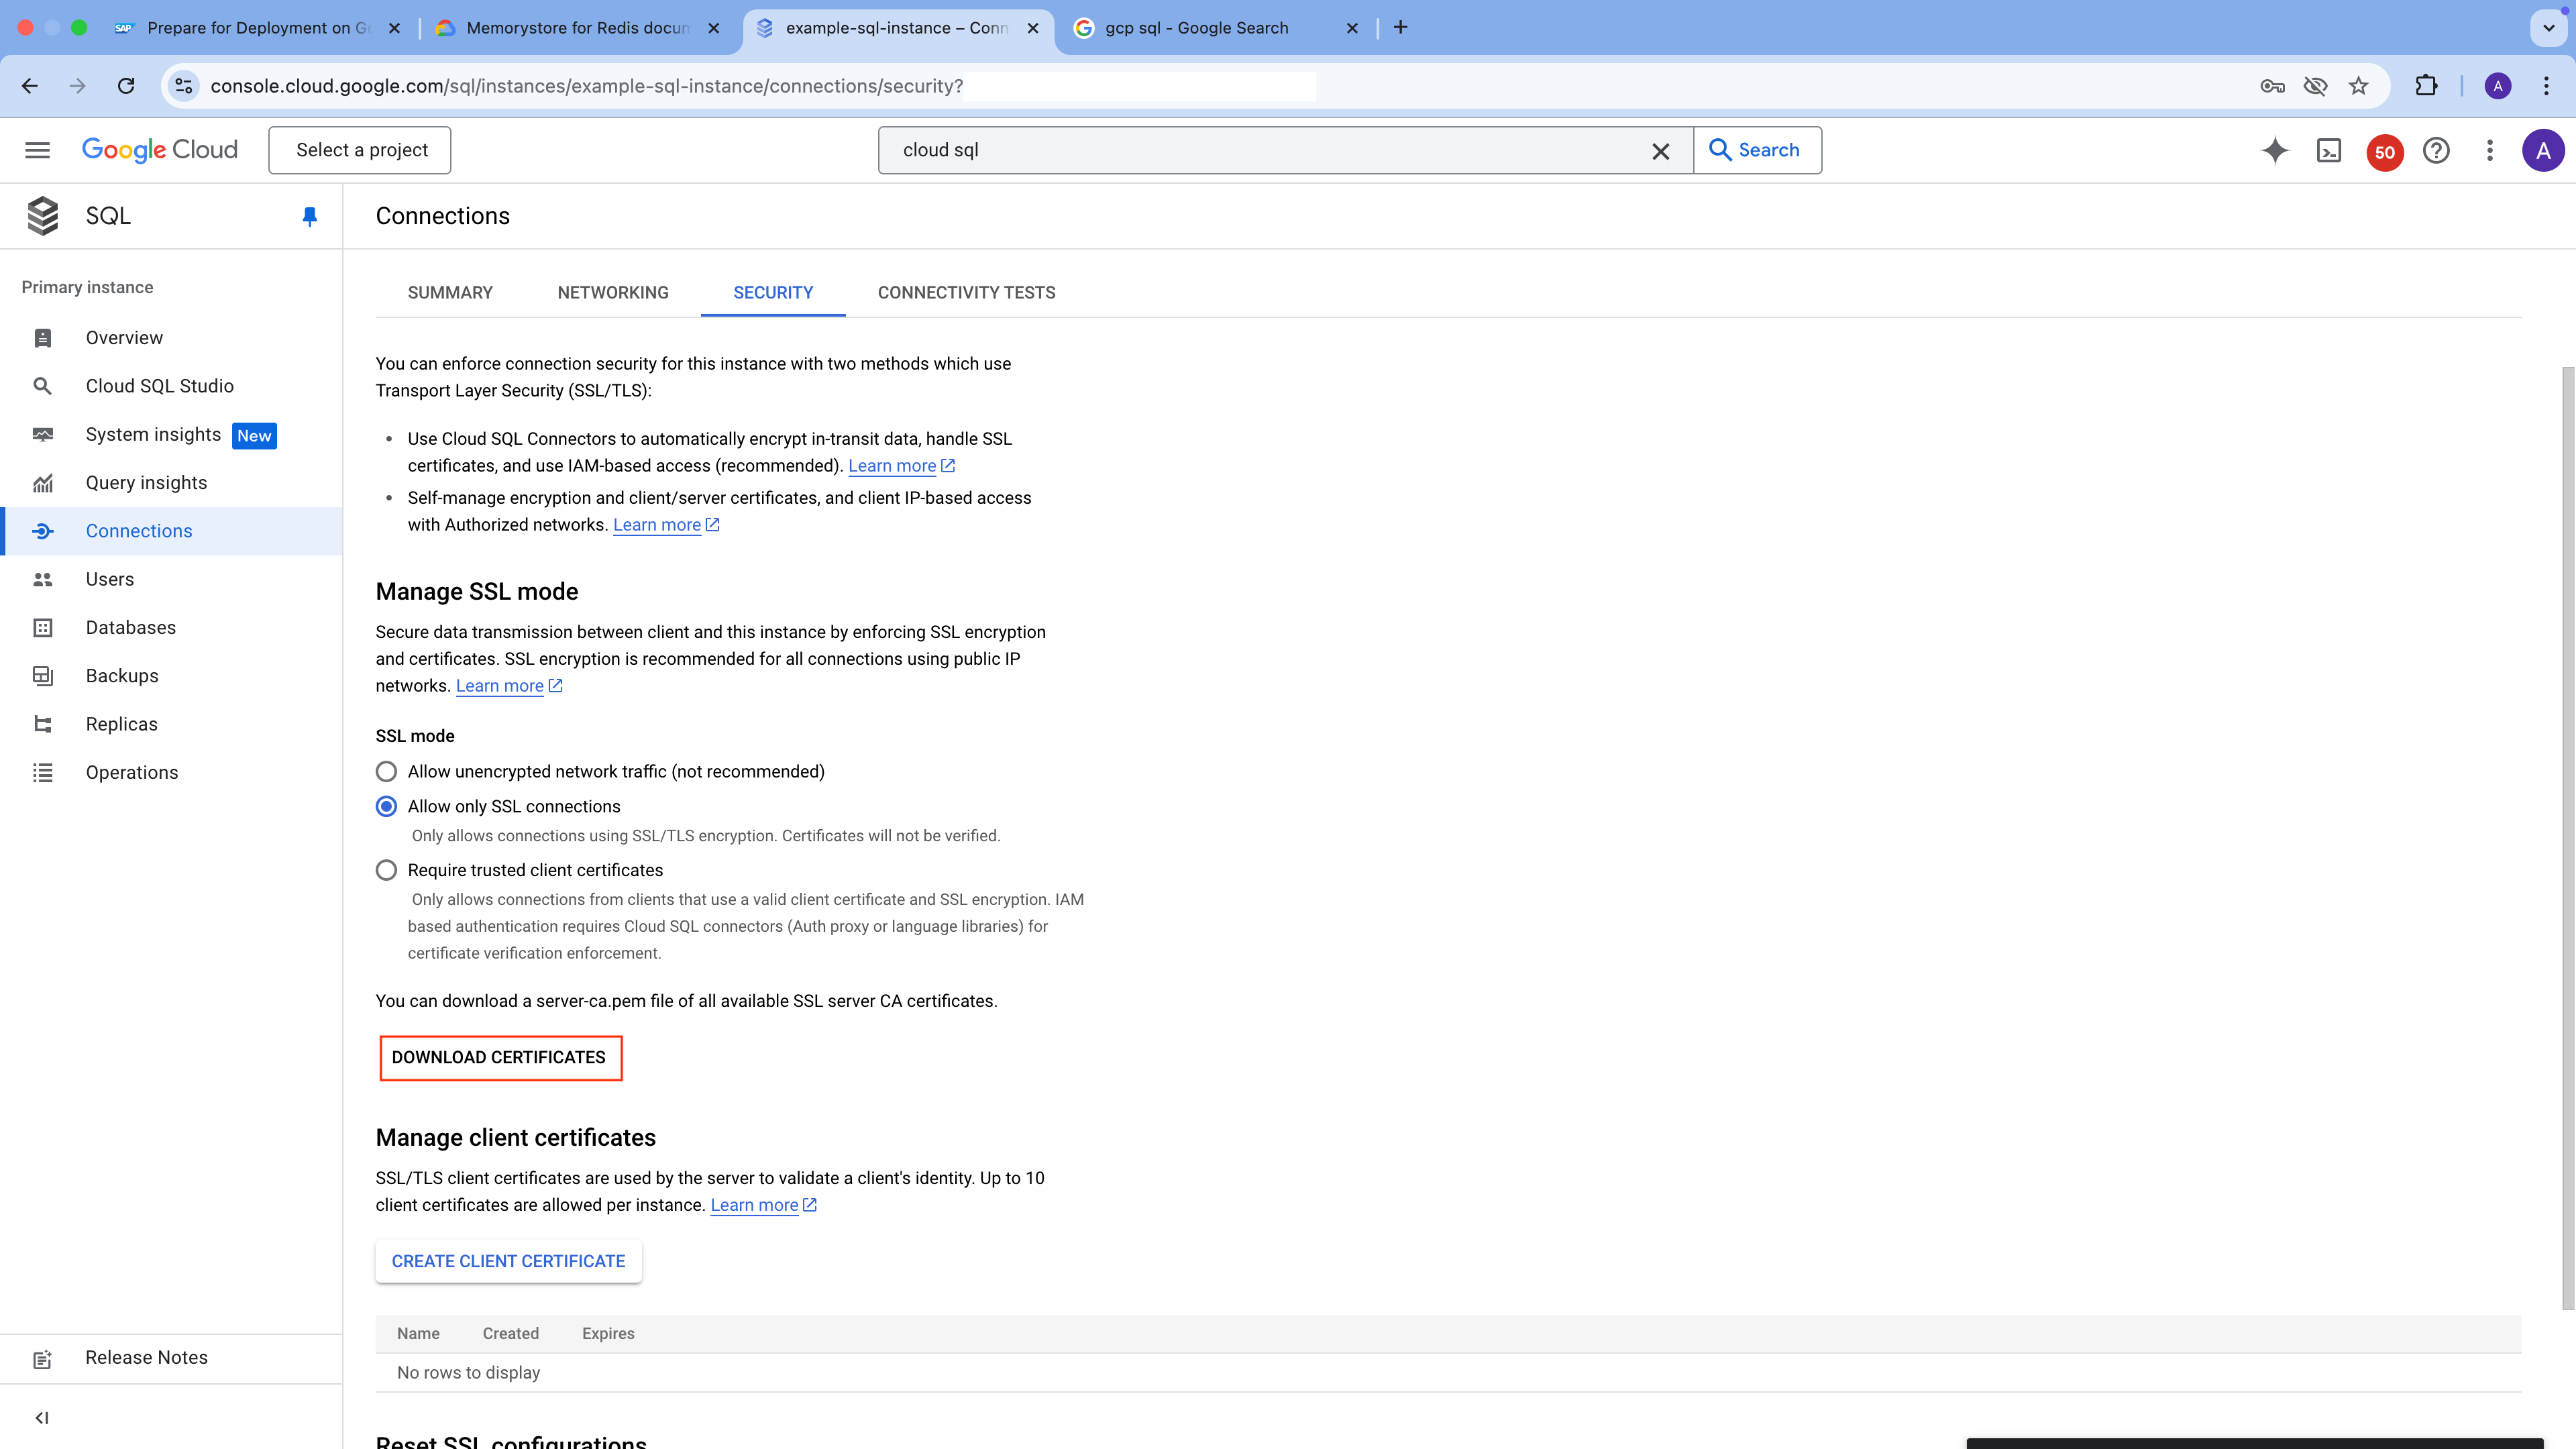 Prepare for Deployment on Go
Memorystore for Redis docun
example-sql-instance – Conn
gcp sql - Google Search
console.cloud.google.com/sql/instances/example-sql-instance/connections/security?
A
Google Cloud
Select a project
cloud sql
Search
50
A
SQL
Connections
Primary instance
Overview
Cloud SQL Studio
System insights New
Query insights
Connections
Users
Databases
Backups
Replicas
Operations
Release Notes
SUMMARY
NETWORKING
SECURITY
CONNECTIVITY TESTS
You can enforce connection security for this instance with two methods which use
Transport Layer Security (SSL/TLS):
• Use Cloud SQL Connectors to automatically encrypt in-transit data, handle SSL
certificates, and use IAM-based access (recommended). Learn more
• Self-manage encryption and client/server certificates, and client IP-based access
with Authorized networks. Learn more
Manage SSL mode
Secure data transmission between client and this instance by enforcing SSL encryption
and certificates. SSL encryption is recommended for all connections using public IP
networks. Learn more
SSL mode
Allow unencrypted network traffic (not recommended)
Allow only SSL connections
Only allows connections using SSL/TLS encryption. Certificates will not be verified.
Require trusted client certificates
Only allows connections from clients that use a valid client certificate and SSL encryption. IAM
based authentication requires Cloud SQL connectors (Auth proxy or language libraries) for
certificate verification enforcement.
You can download a server-ca.pem file of all available SSL server CA certificates.
DOWNLOAD CERTIFICATES
Manage client certificates
SSL/TLS client certificates are used by the server to validate a client's identity. Up to 10
client certificates are allowed per instance. Learn more
CREATE CLIENT CERTIFICATE
Name Created Expires
No rows to display
Reset SSL configurations